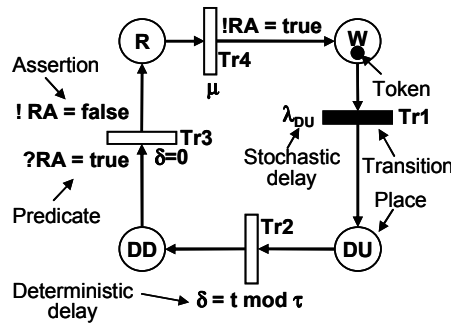 R
!RA = true
W
Tr4
μ
Token
Assertion
! RA = false
λDU
Tr1
Tr3
?RA = true
δ=0
Stochastic
delay
Transition
Predicate
Place
Tr2
DD
DU
Deterministic
delay
δ = t mod τ